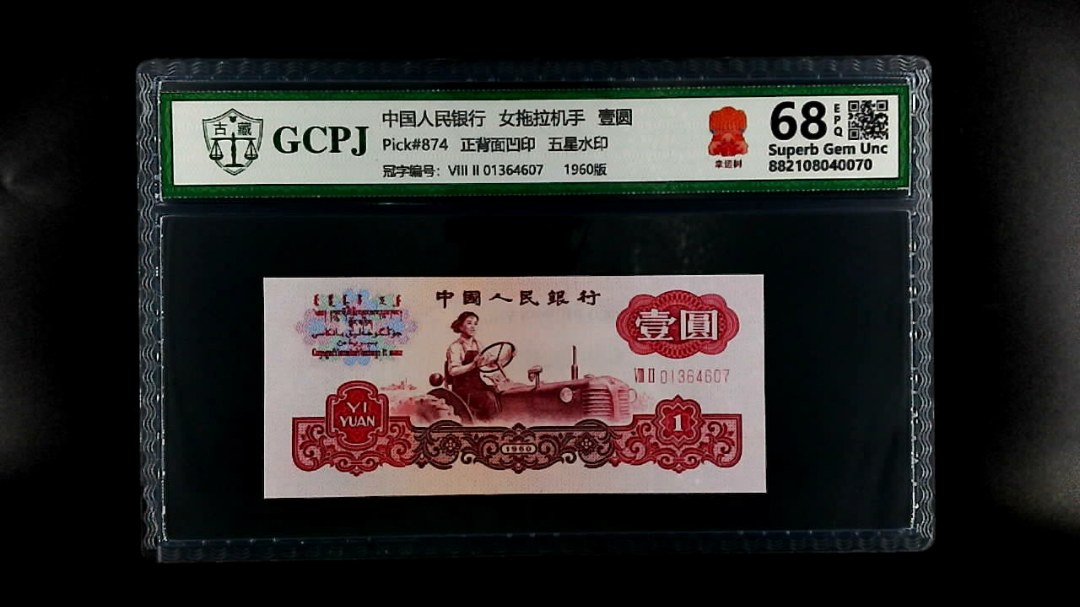 古 藏
GCPJ
中国人民银行 女拖拉机手 壹圆
Pick#874 正背面凹印 五星水印
冠字编号: VIII II 01364607 1960版
幸运树
68
EPQ
Superb Gem Unc
882108040070
中國人民銀行
壹圓
VIII II 01364607
YI
YUAN
1
1960